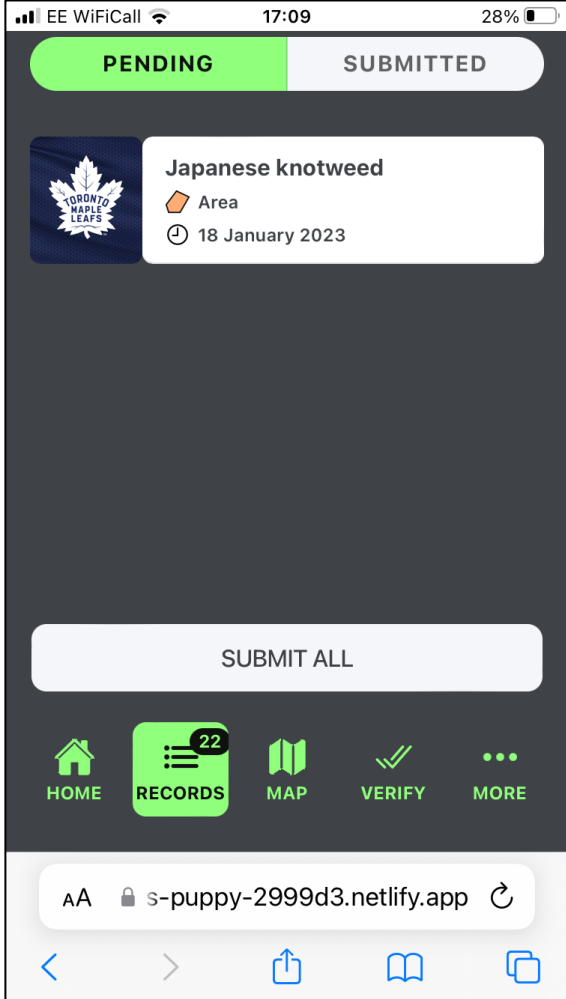 EE WiFiCall 17:09 28%
PENDING SUBMITTED
TORONTO
MAPLE
LEAFS
Japanese knotweed
Area
18 January 2023
SUBMIT ALL
22
HOME RECORDS MAP VERIFY MORE
AA s-puppy-2999d3.netlify.app